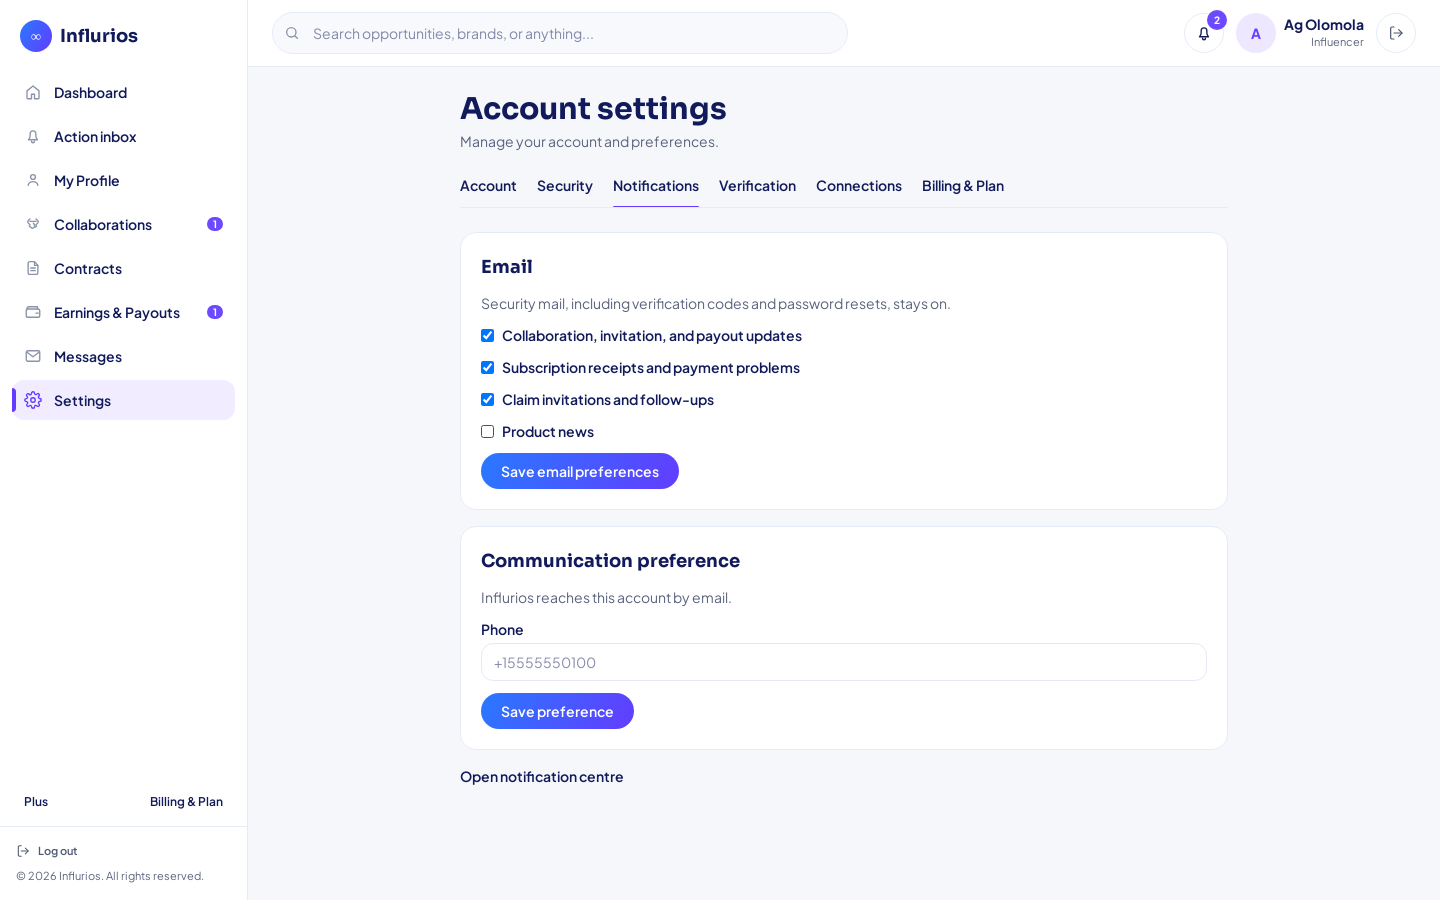 ∞ Influrios
Dashboard
Action inbox
My Profile
Collaborations 1
Contracts
Earnings & Payouts 1
Messages
Settings
Plus Billing & Plan
Log out
© 2026 Influrios. All rights reserved.
Search opportunities, brands, or anything...
2
A
Ag Olomola
Influencer
Account settings
Manage your account and preferences.
Account Security Notifications Verification Connections Billing & Plan
Email
Security mail, including verification codes and password resets, stays on.
Collaboration, invitation, and payout updates
Subscription receipts and payment problems
Claim invitations and follow-ups
Product news
Save email preferences
Communication preference
Influrios reaches this account by email.
Phone
+15555550100
Save preference
Open notification centre